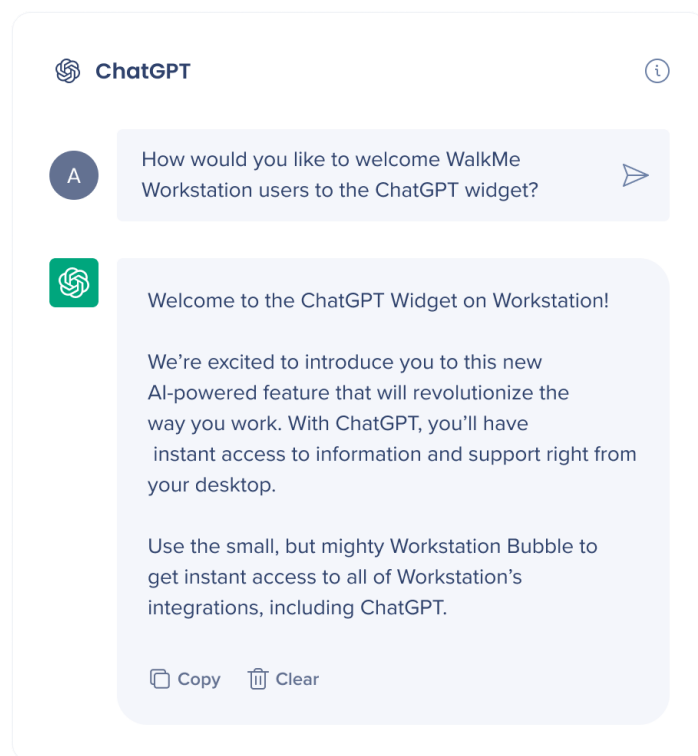 ChatGPT
i
A
How would you like to welcome WalkMe
Workstation users to the ChatGPT widget?
Welcome to the ChatGPT Widget on Workstation!
We’re excited to introduce you to this new
AI-powered feature that will revolutionize the
way you work. With ChatGPT, you’ll have
instant access to information and support right from
your desktop.
Use the small, but mighty Workstation Bubble to
get instant access to all of Workstation’s
integrations, including ChatGPT.
Copy Clear